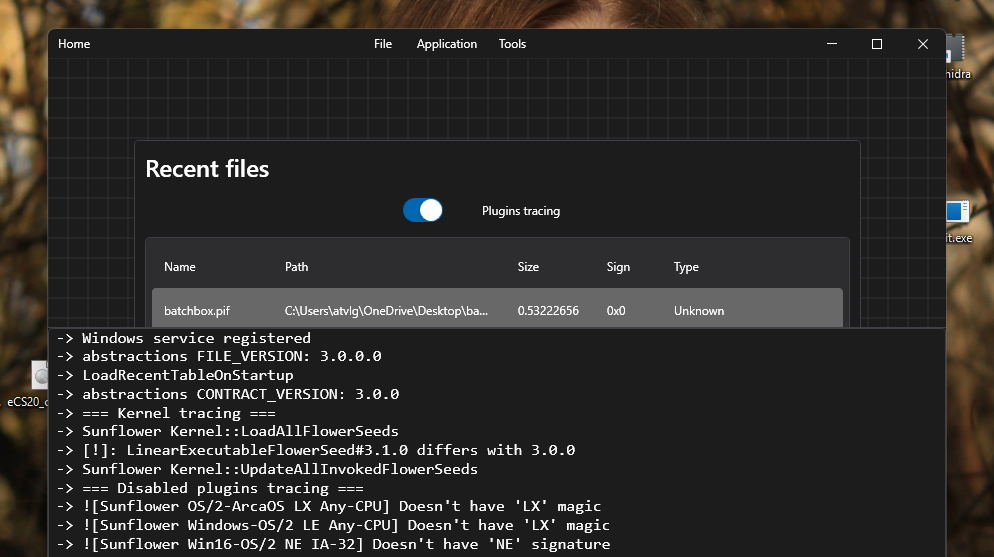 Home File Application Tools
hidra
Recent files
Plugins tracing
it.exe
Name Path Size Sign Type
batchbox.pif C:\Users\atvlg\OneDrive\Desktop\ba... 0.53222656 0x0 Unknown
-> Windows service registered
-> abstractions FILE_VERSION: 3.0.0.0
-> LoadRecentTableOnStartup
-> abstractions CONTRACT_VERSION: 3.0.0
eCS20_
-> === Kernel tracing ===
-> Sunflower Kernel::LoadAllFlowerSeeds
-> [!]: LinearExecutableFlowerSeed#3.1.0 differs with 3.0.0
-> Sunflower Kernel::UpdateAllInvokedFlowerSeeds
-> === Disabled plugins tracing ===
-> ![Sunflower OS/2-ArcaOS LX Any-CPU] Doesn't have 'LX' magic
-> ![Sunflower Windows-OS/2 LE Any-CPU] Doesn't have 'LX' magic
-> ![Sunflower Win16-OS/2 NE IA-32] Doesn't have 'NE' signature